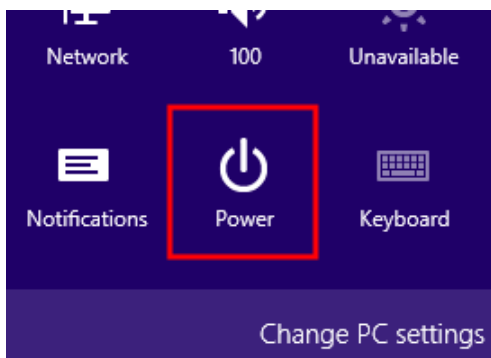 Network 100 Unavailable
Notifications Power Keyboard
Change PC settings